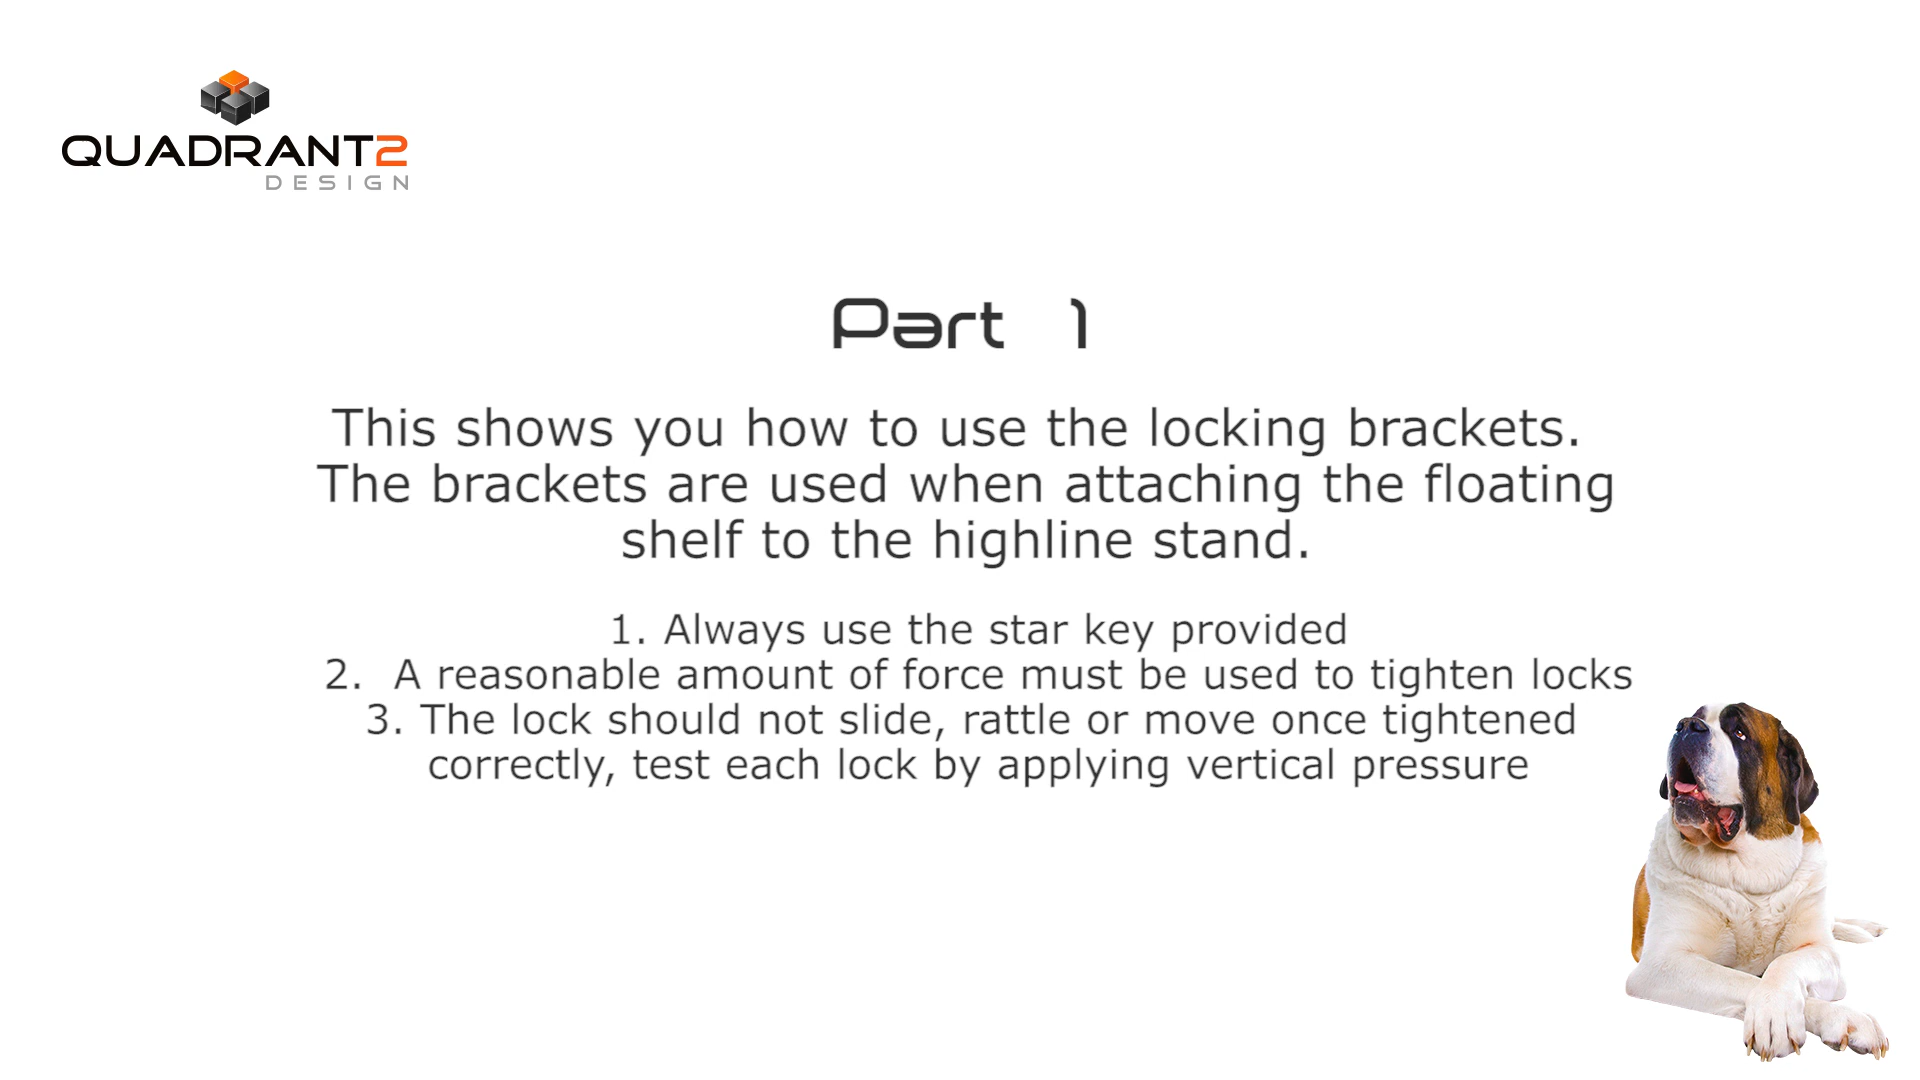 QUADRANT2
DESIGN
Part 1
This shows you how to use the locking brackets.
The brackets are used when attaching the floating
shelf to the highline stand.
1. Always use the star key provided
2. A reasonable amount of force must be used to tighten locks
3. The lock should not slide, rattle or move once tightened
correctly, test each lock by applying vertical pressure